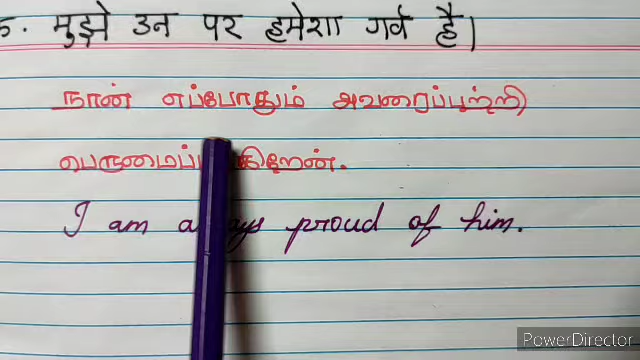 मुझे उन पर हमेशा गर्व है।
நான் எப்போதும் அவரைப்பற்றி
I am proud of him.
PowerDirector